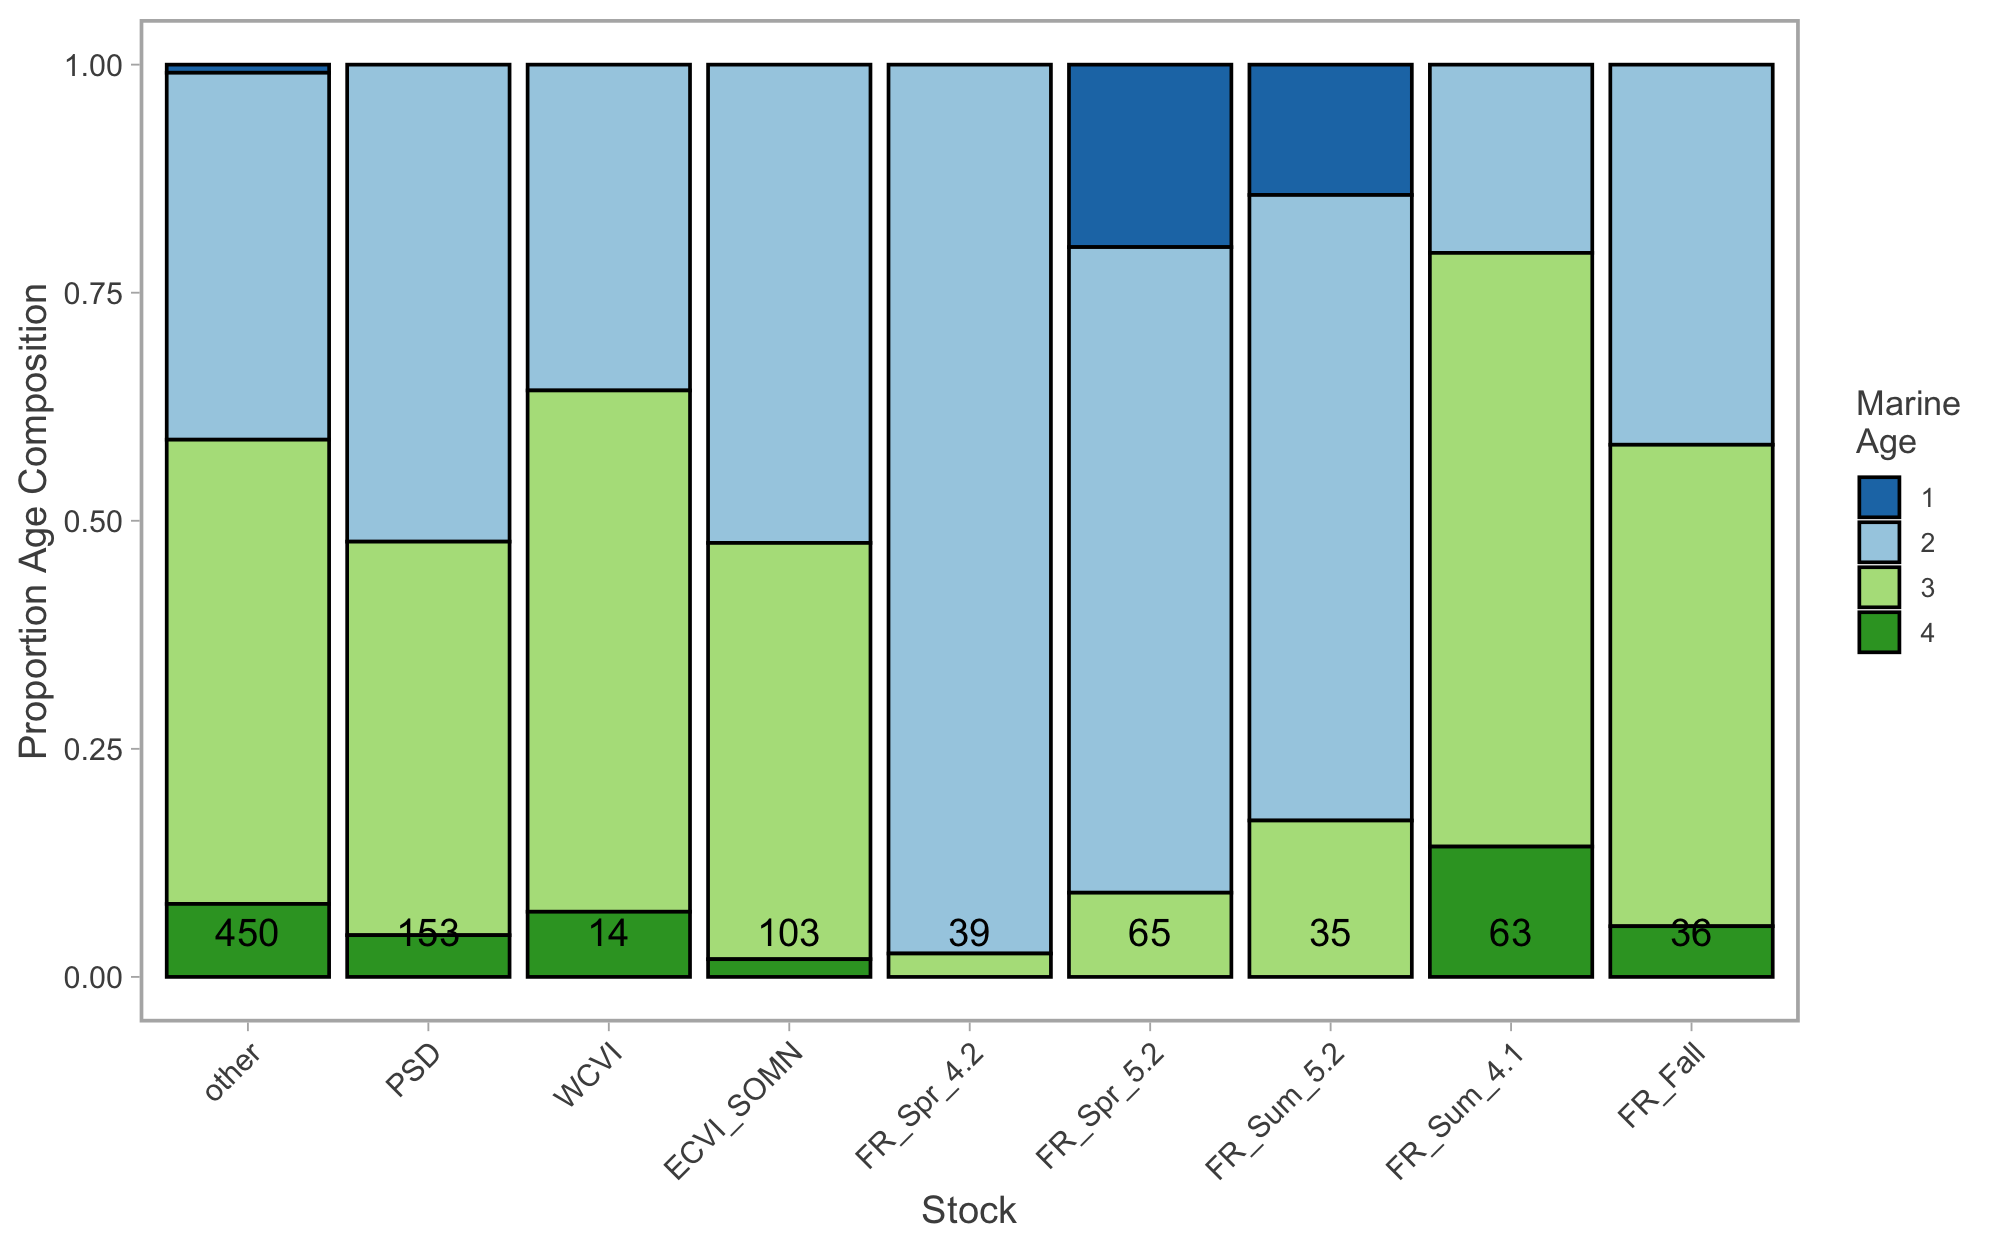 Proportion Age Composition
1.00
0.75
0.50
0.25
0.00
450 153 14 103 39 65 35 63 36
other PSD WCVI ECVI_SOMN FR_Spr_4.2 FR_Spr_5.2 FR_Sum_5.2 FR_Sum_4.1 FR_Fall
Stock
Marine
Age
1
2
3
4